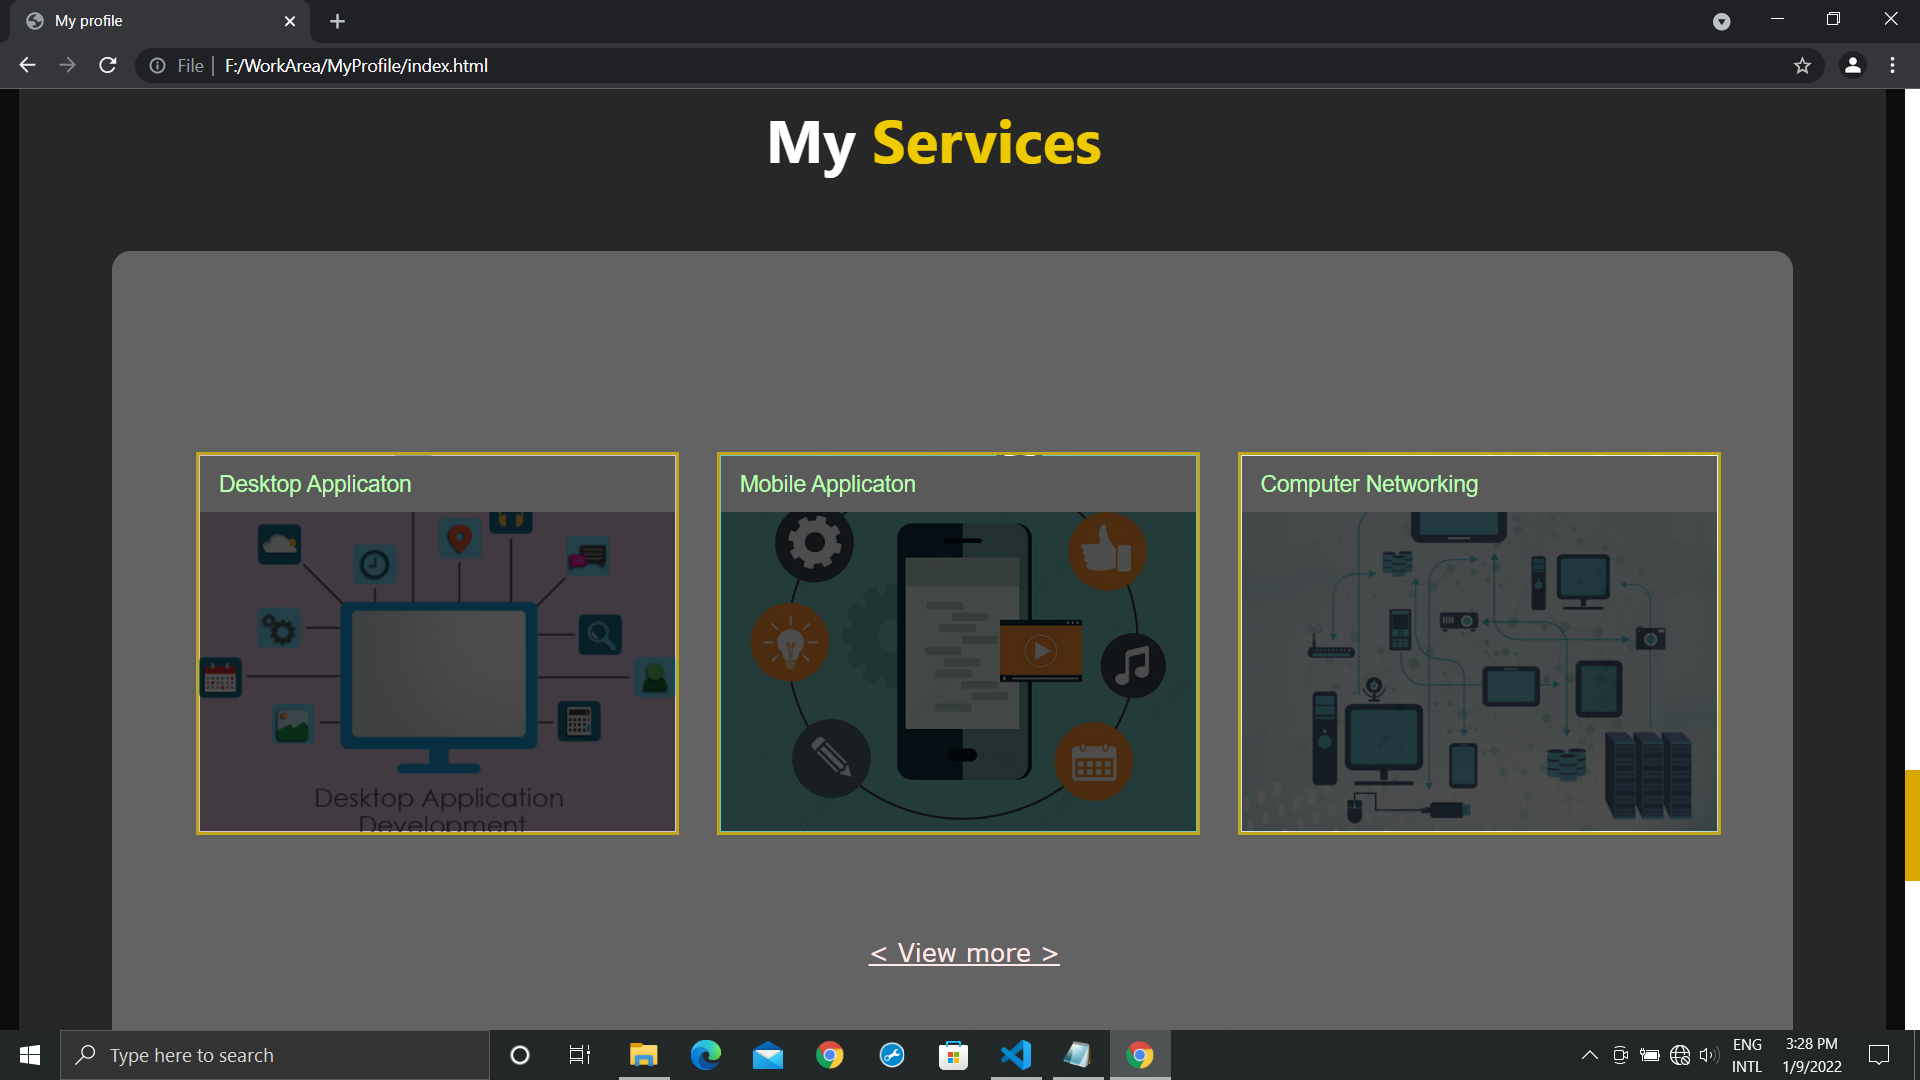 My profile
File | F:/WorkArea/MyProfile/index.html
My Services
Desktop Applicaton
Mobile Applicaton
Computer Networking
Desktop Application
Development
< View more >
Type here to search
ENG
INTL
3:28 PM
1/9/2022